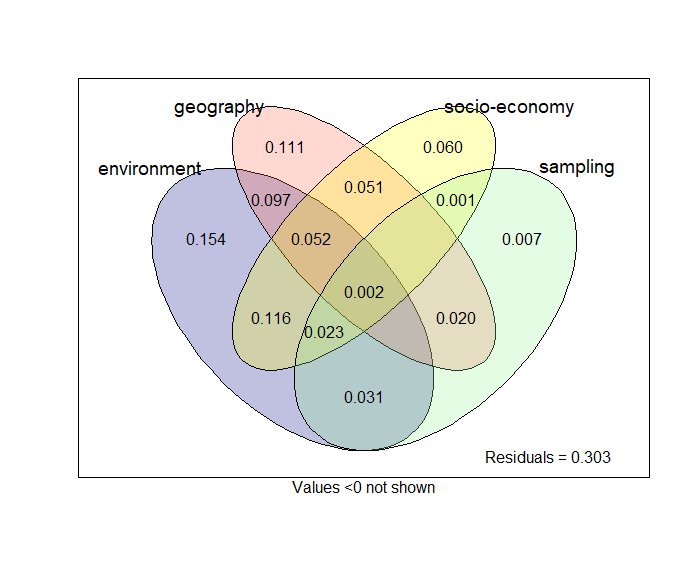 geography
socio-economy
environment
sampling
0.111
0.060
0.051
0.097
0.001
0.154
0.052
0.007
0.002
0.116
0.023
0.020
0.031
Residuals = 0.303
Values <0 not shown